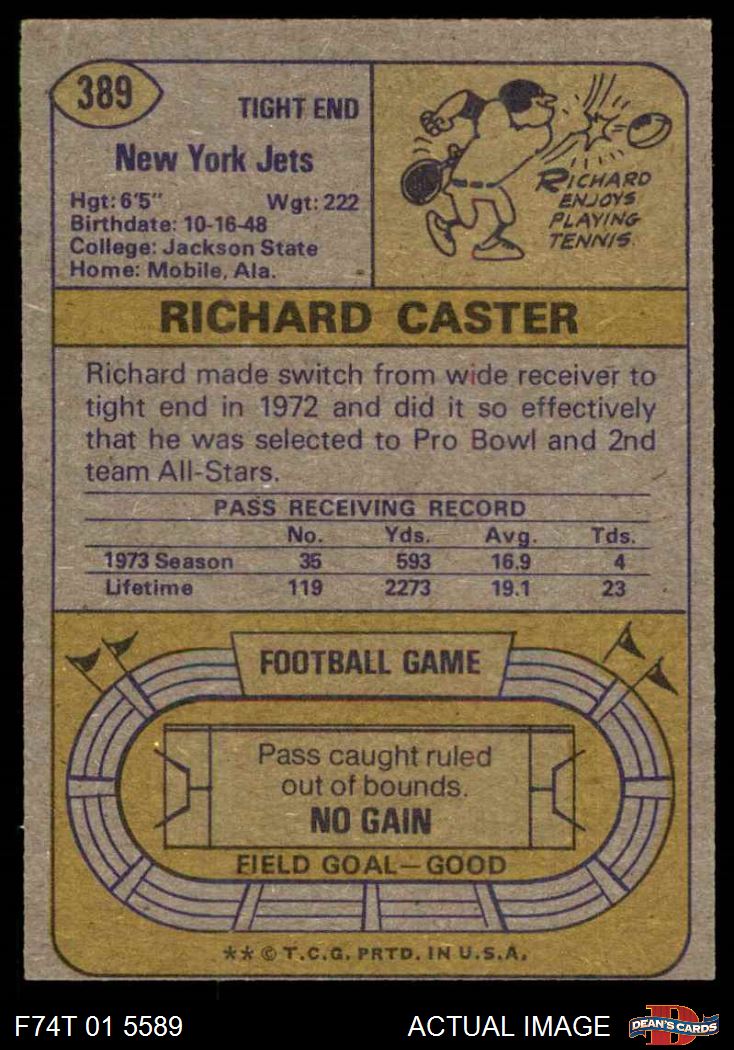 389
TIGHT END
New York Jets
Hgt: 6'5" Wgt: 222
Birthdate: 10-16-48
College: Jackson State
Home: Mobile, Ala.
RICHARD
ENJOYS
PLAYING
TENNIS.
RICHARD CASTER
Richard made switch from wide receiver to
tight end in 1972 and did it so effectively
that he was selected to Pro Bowl and 2nd
team All-Stars.
PASS RECEIVING RECORD
No. Yds. Avg. Tds.
1973 Season 35 593 16.9 4
Lifetime 119 2273 19.1 23
FOOTBALL GAME
Pass caught ruled
out of bounds.
NO GAIN
FIELD GOAL—GOOD
** © T.C.G. PRTD. IN U.S.A.
F74T 01 5589 ACTUAL IMAGE
D
DEAN'S CARDS